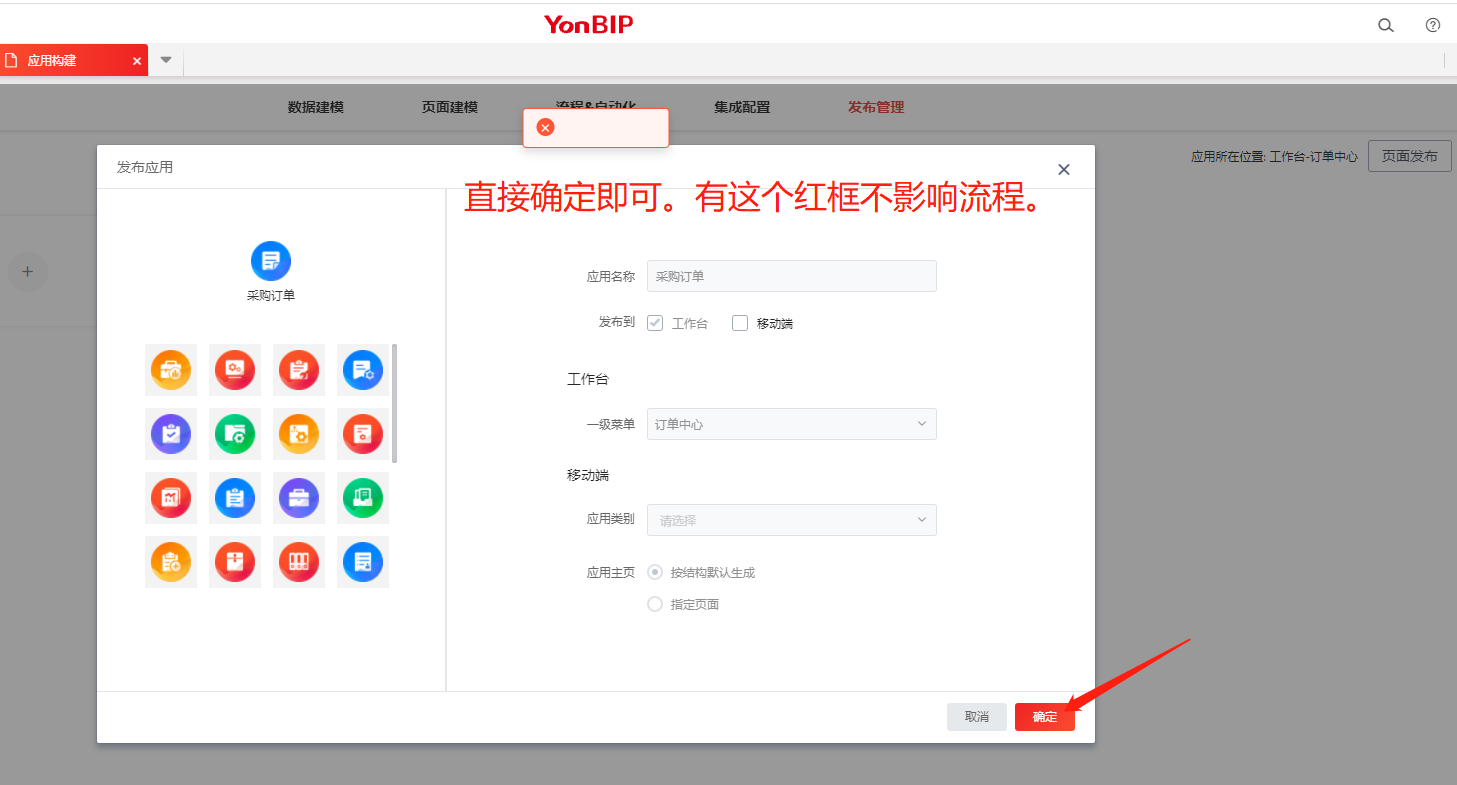 YonBIP
应用构建
数据建模
页面建模
流程&自动化
集成配置
发布管理
应用所在位置: 工作台-订单中心
页面发布
发布应用
直接确定即可。有这个红框不影响流程。
采购订单
应用名称
采购订单
发布到
工作台
移动端
工作台
一级菜单
订单中心
移动端
应用类别
请选择
应用主页
按结构默认生成
指定页面
取消
确定